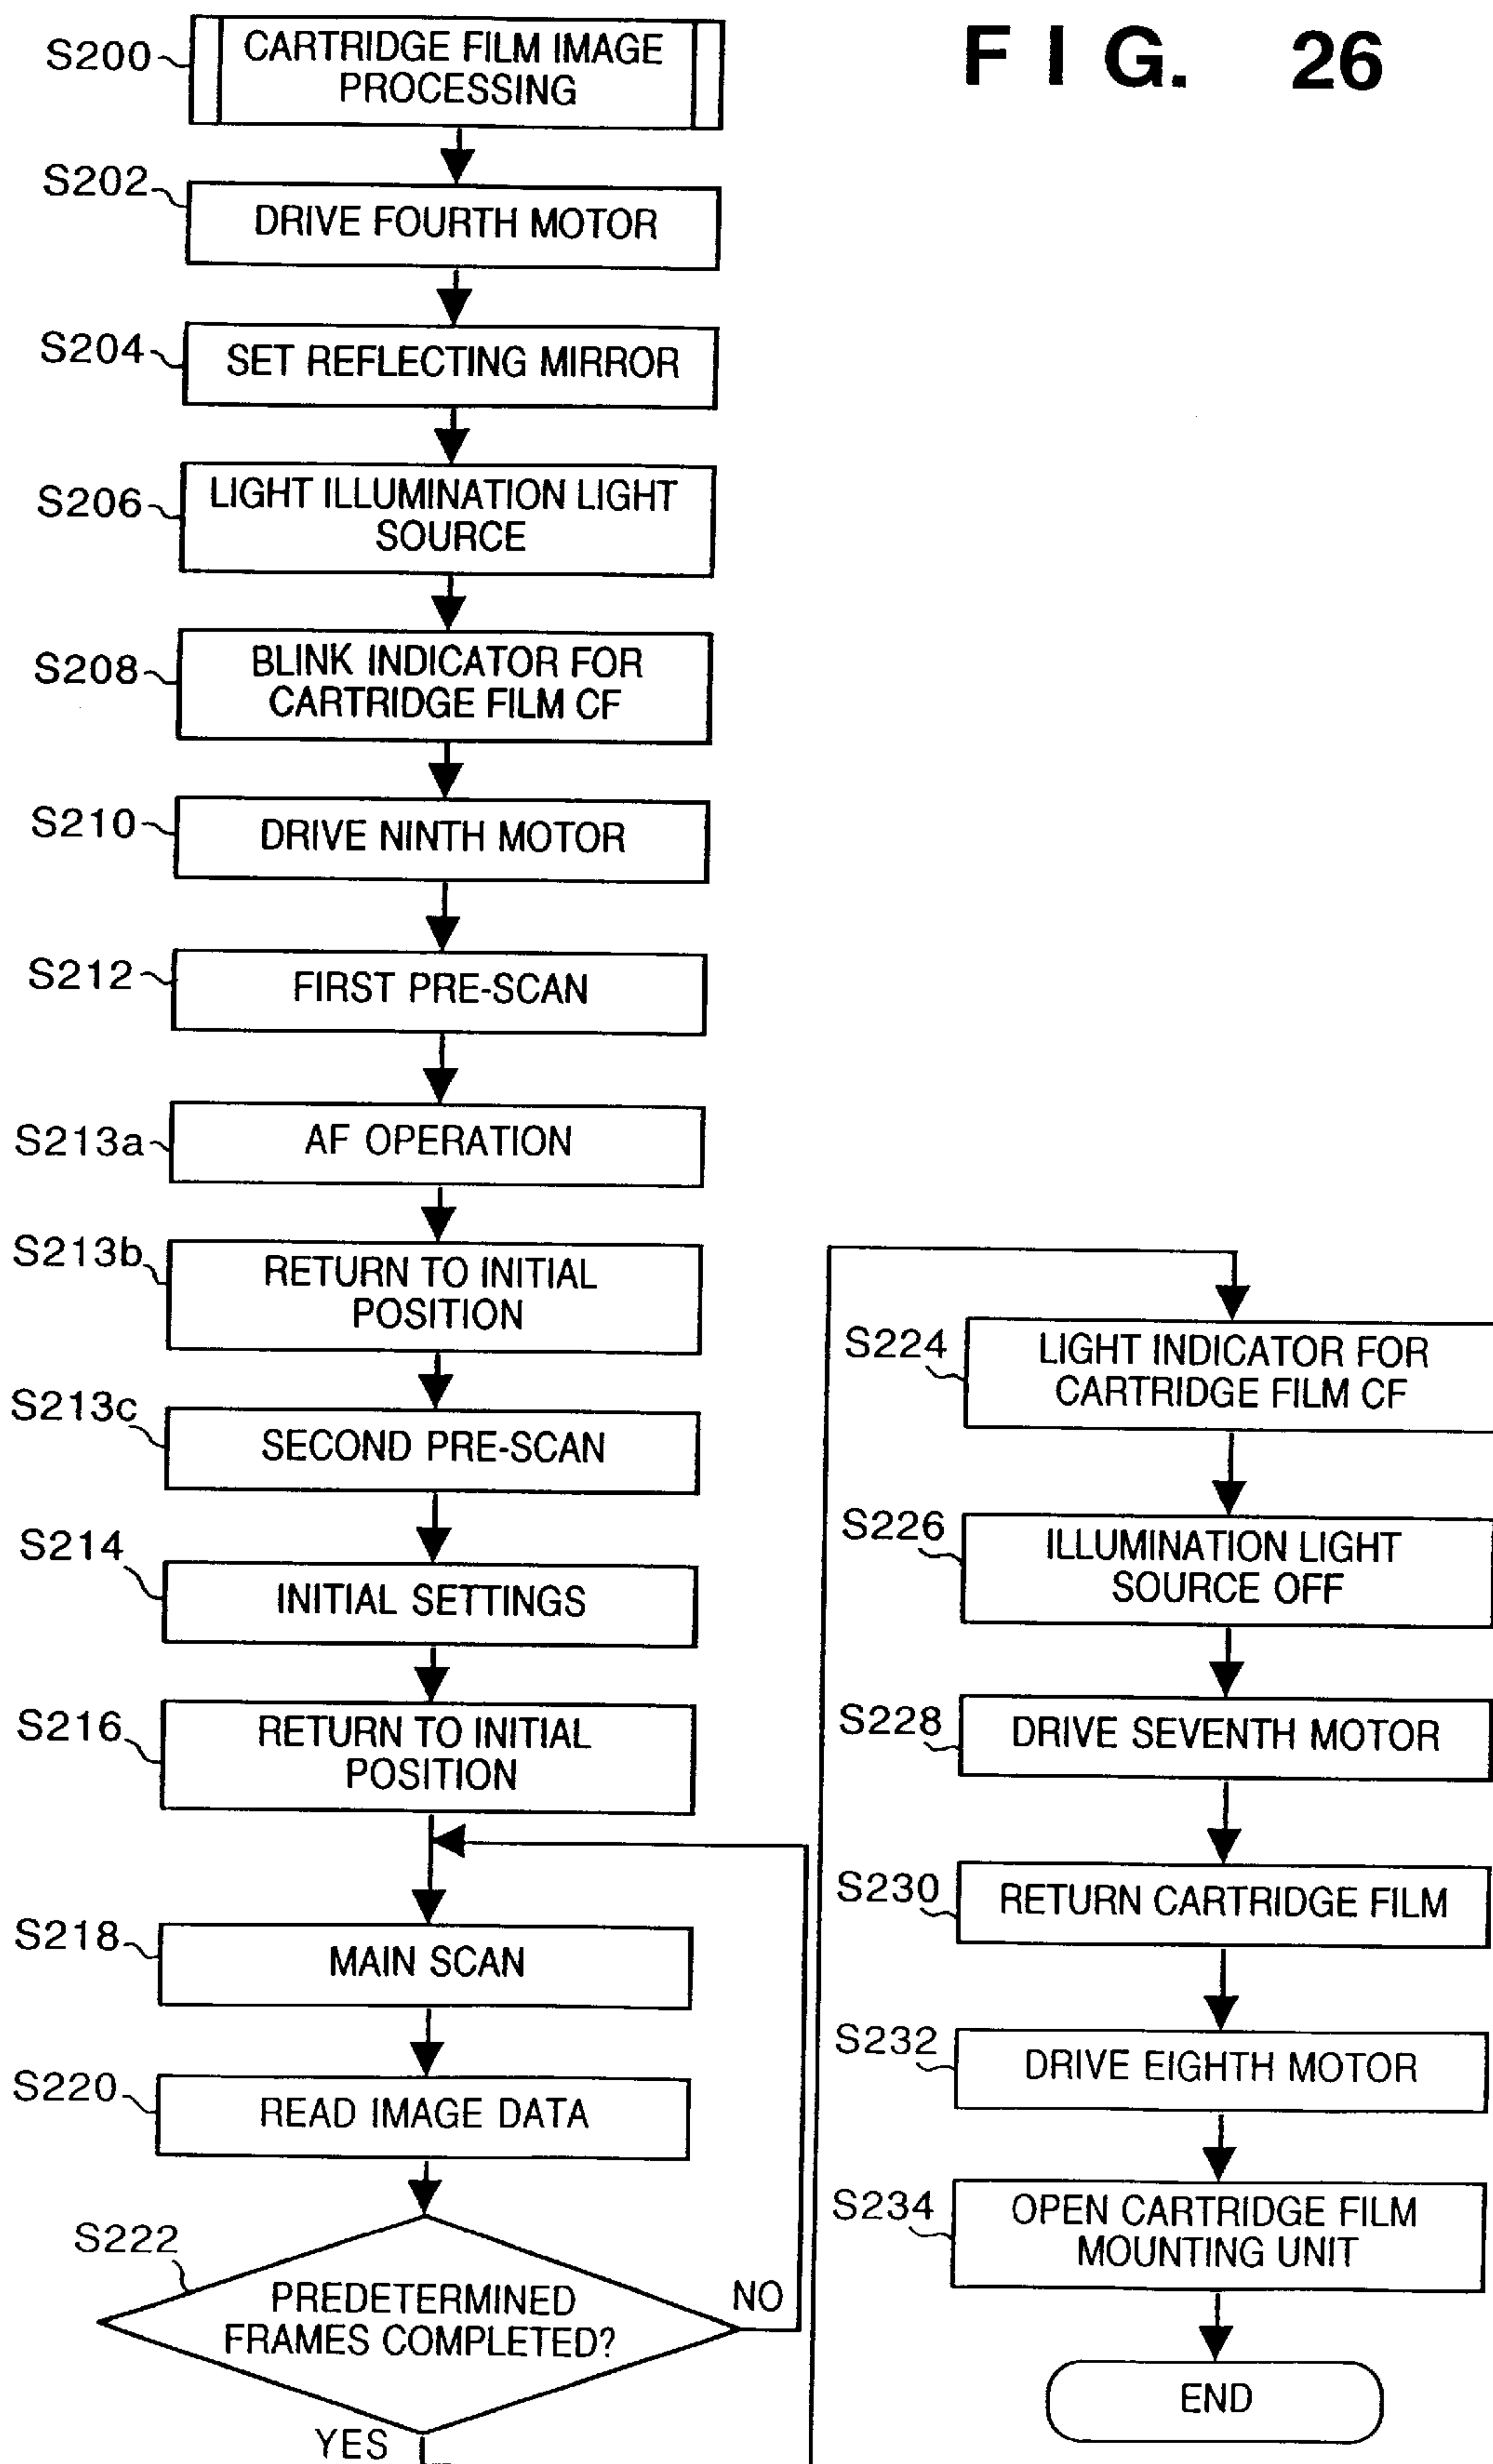 FIG. 26
S200
CARTRIDGE FILM IMAGE
PROCESSING
S202
DRIVE FOURTH MOTOR
S204
SET REFLECTING MIRROR
S206
LIGHT ILLUMINATION LIGHT
SOURCE
S208
BLINK INDICATOR FOR
CARTRIDGE FILM CF
S210
DRIVE NINTH MOTOR
S212
FIRST PRE-SCAN
S213a
AF OPERATION
S213b
RETURN TO INITIAL
POSITION
S213c
SECOND PRE-SCAN
S214
INITIAL SETTINGS
S216
RETURN TO INITIAL
POSITION
S218
MAIN SCAN
S220
READ IMAGE DATA
S222
PREDETERMINED
FRAMES COMPLETED?
NO
YES
S224
LIGHT INDICATOR FOR
CARTRIDGE FILM CF
S226
ILLUMINATION LIGHT
SOURCE OFF
S228
DRIVE SEVENTH MOTOR
S230
RETURN CARTRIDGE FILM
S232
DRIVE EIGHTH MOTOR
S234
OPEN CARTRIDGE FILM
MOUNTING UNIT
END